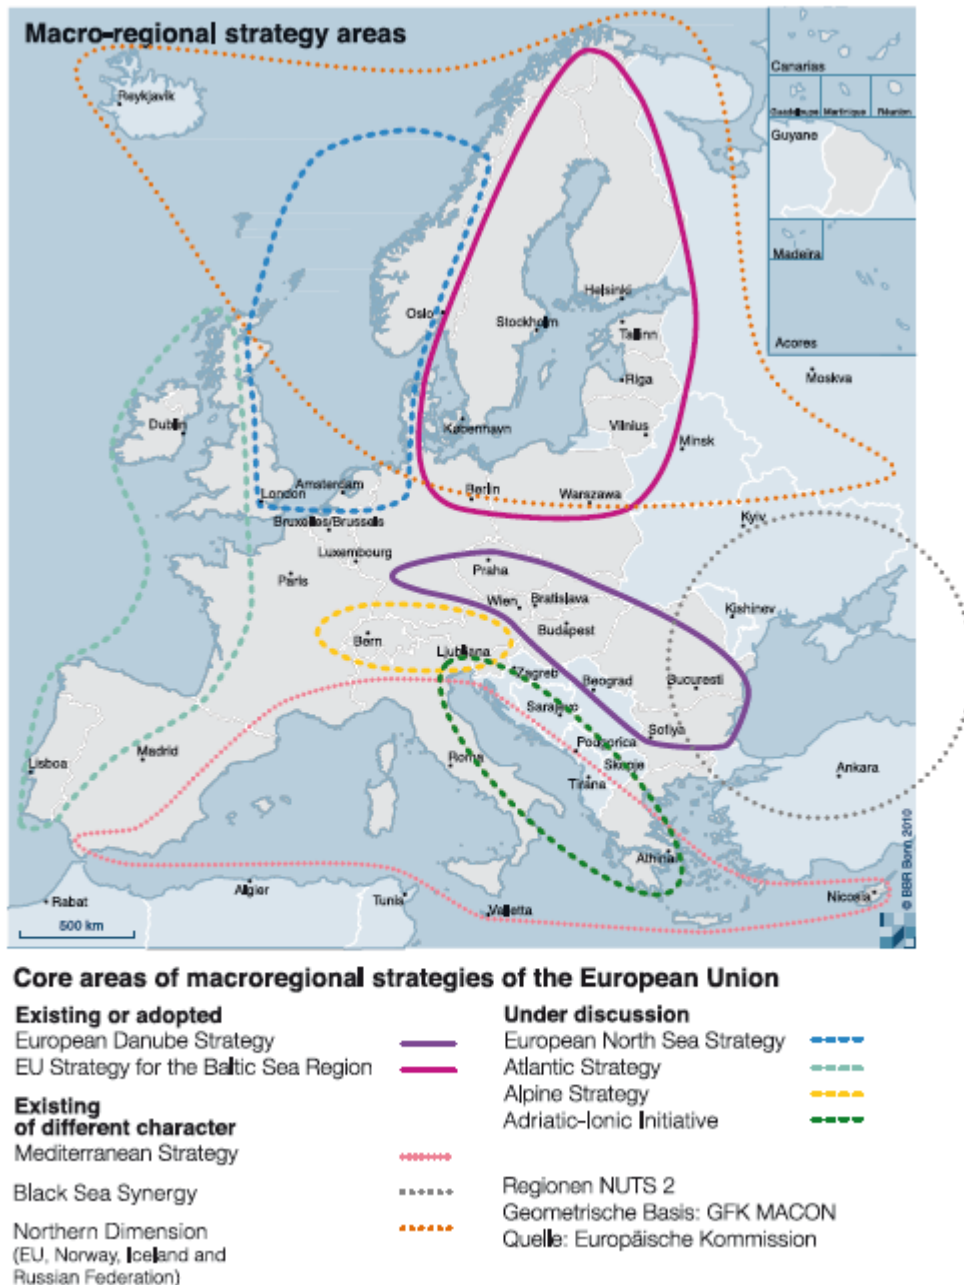 Macro-regional strategy areas
Reykjavik
Canarias
Guadeloupe Martinique Réunion
Guyane
Madeira
Acores
Helsinki
Oslo
Stockholm
Tallinn
Moskva
Riga
Dublin
København
Vilnius
Minsk
Amsterdam
London
Berlin
Warszawa
Bruxelles/Brussels
Kyiv
Luxembourg
Praha
Paris
Wien
Bratislava
Kishinev
Budapest
Bern
Ljubljana
Zagreb
Beograd
Bucuresti
Sarajevo
Sofiya
Podgorica
Madrid
Roma
Skopje
Lisboa
Ankara
Tirana
Athina
Nicosia
Algier
Rabat
Tunis
Valletta
500 km
© BBR Bonn 2010
Core areas of macroregional strategies of the European Union
Existing or adopted
European Danube Strategy
EU Strategy for the Baltic Sea Region
Existing
of different character
Mediterranean Strategy
Black Sea Synergy
Northern Dimension
(EU, Norway, Iceland and
Russian Federation)
Under discussion
European North Sea Strategy
Atlantic Strategy
Alpine Strategy
Adriatic-Ionic Initiative
Regionen NUTS 2
Geometrische Basis: GFK MACON
Quelle: Europäische Kommission